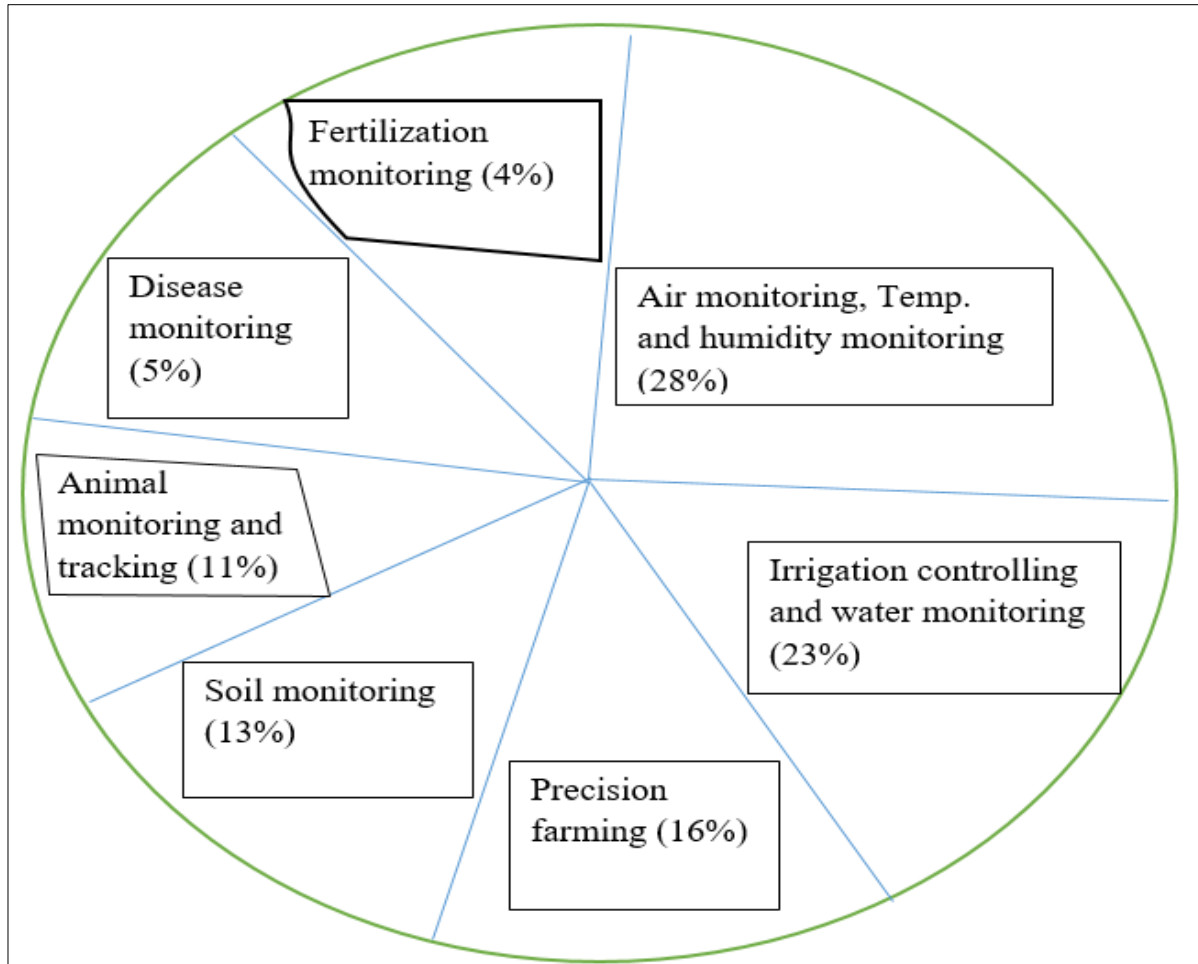 Fertilization
monitoring (4%)
Disease
monitoring
(5%)
Air monitoring, Temp.
and humidity monitoring
(28%)
Animal
monitoring and
tracking (11%)
Irrigation controlling
and water monitoring
(23%)
Soil monitoring
(13%)
Precision
farming (16%)